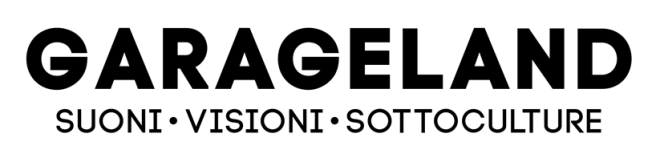 GARAGELAND
SUONI • VISIONI • SOTTOCULTURE